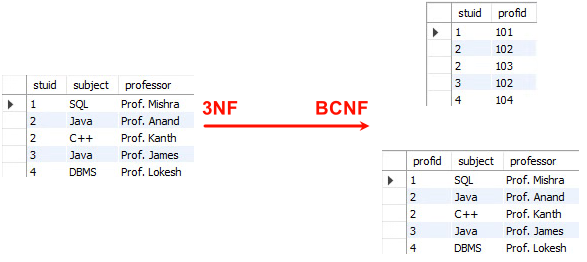 stuid profid
1 101
2 102
2 103
3 102
4 104
stuid subject professor
1 SQL Prof. Mishra
2 Java Prof. Anand
2 C++ Prof. Kanth
3 Java Prof. James
4 DBMS Prof. Lokesh
3NF BCNF
profid subject professor
1 SQL Prof. Mishra
2 Java Prof. Anand
2 C++ Prof. Kanth
3 Java Prof. James
4 DBMS Prof. Lokesh